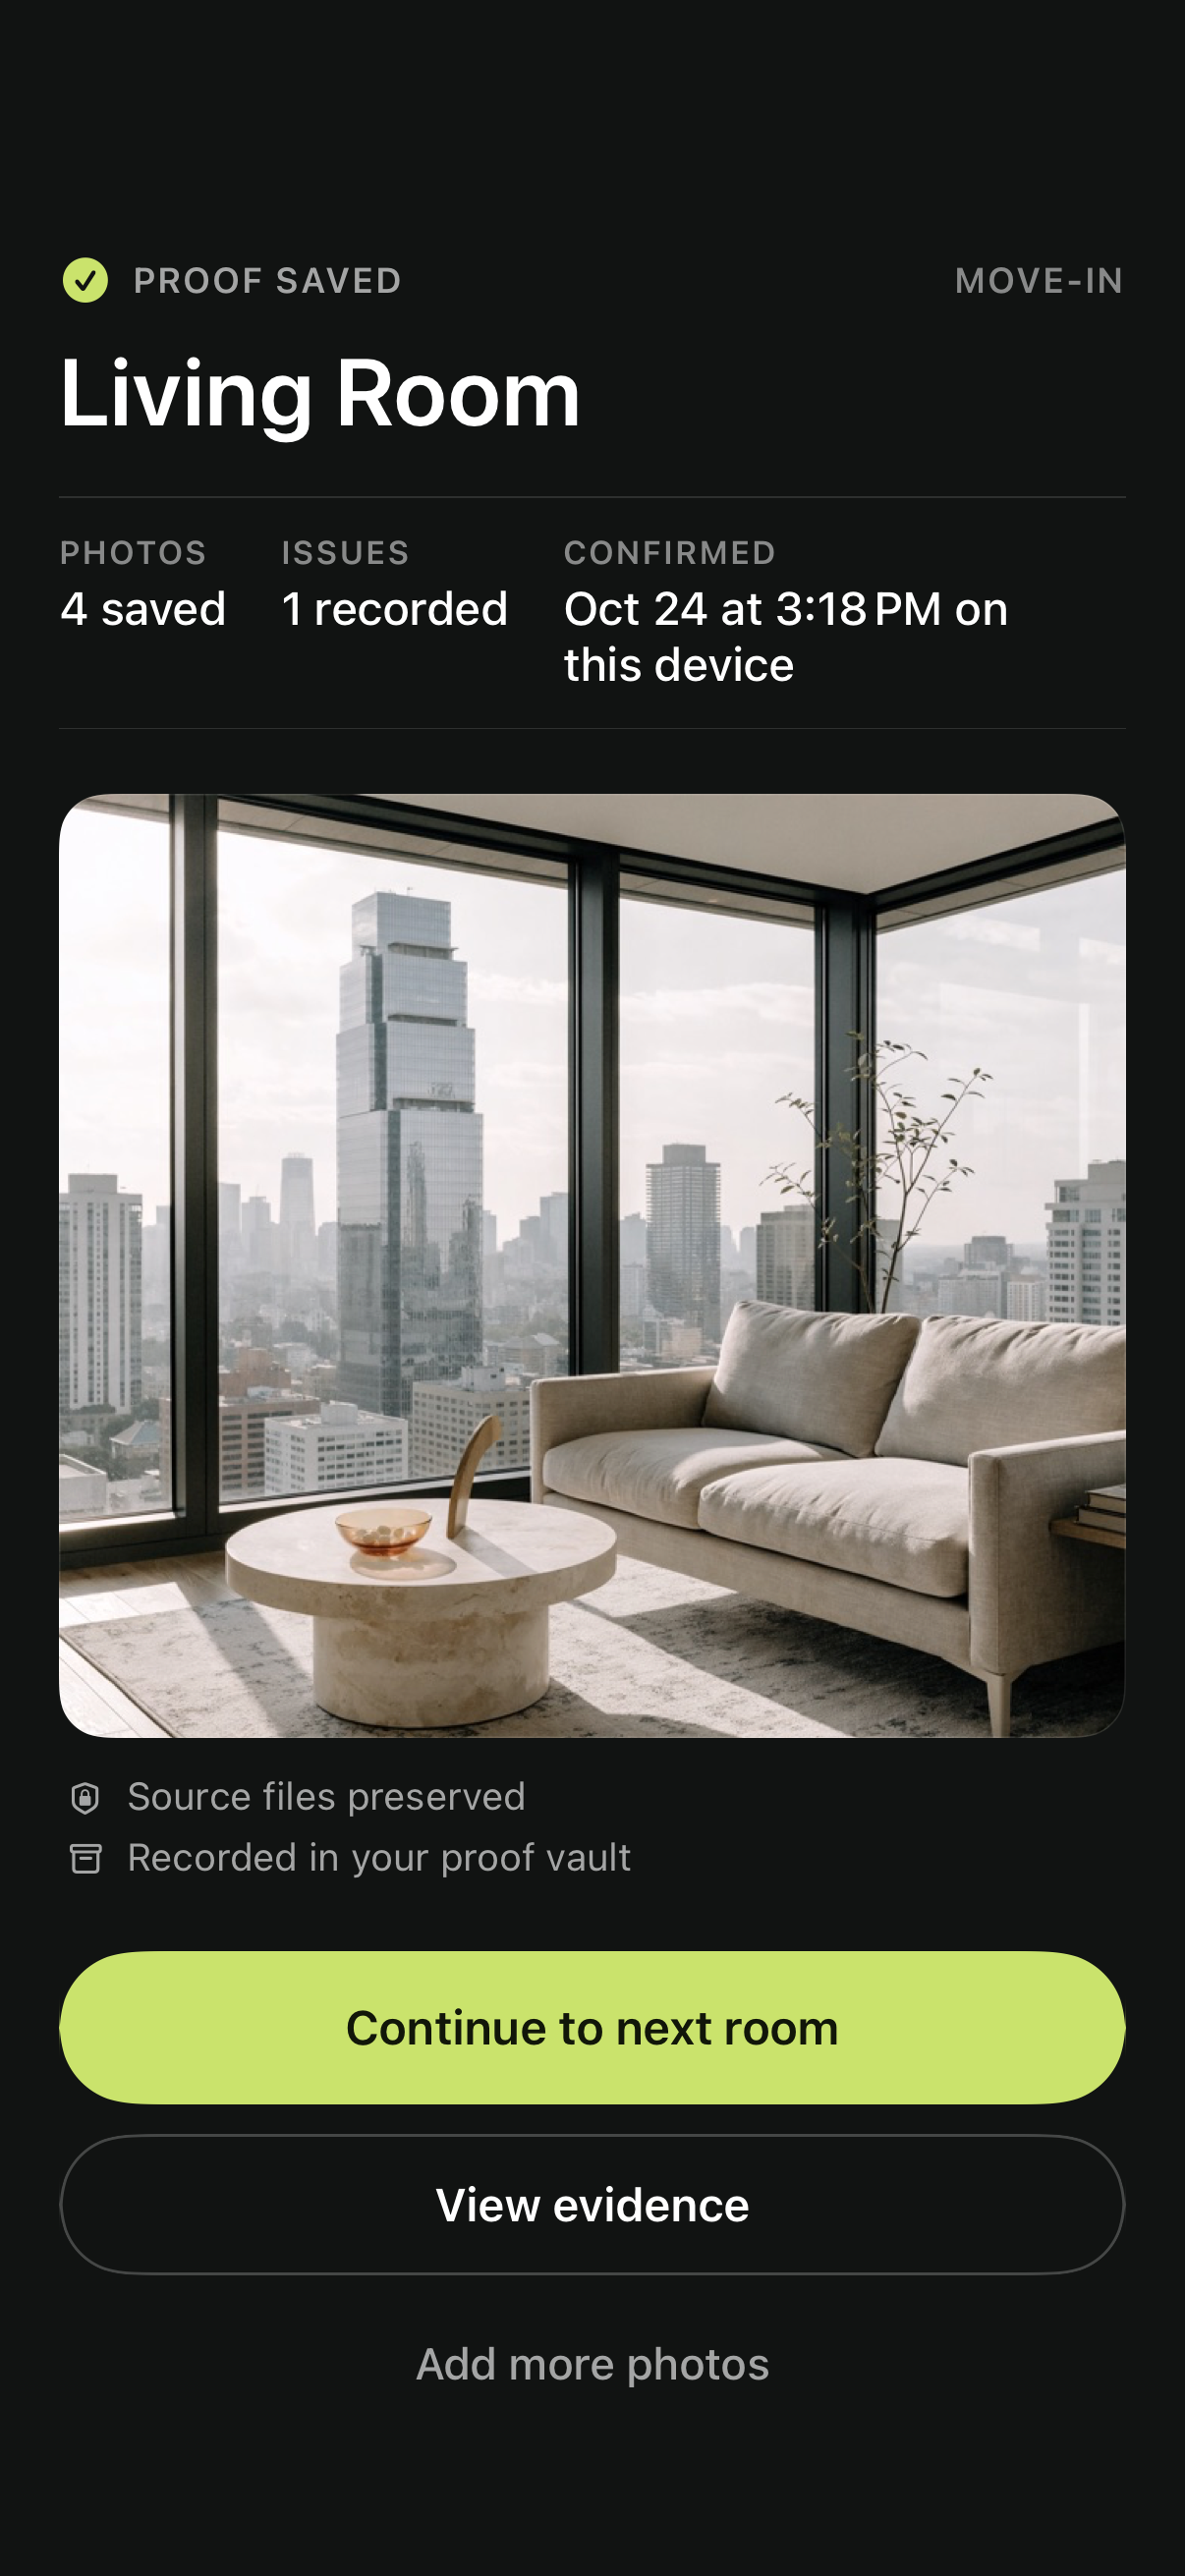 PROOF SAVED
MOVE-IN
Living Room
PHOTOS
4 saved
ISSUES
1 recorded
CONFIRMED
Oct 24 at 3:18 PM on
this device
Source files preserved
Recorded in your proof vault
Continue to next room
View evidence
Add more photos